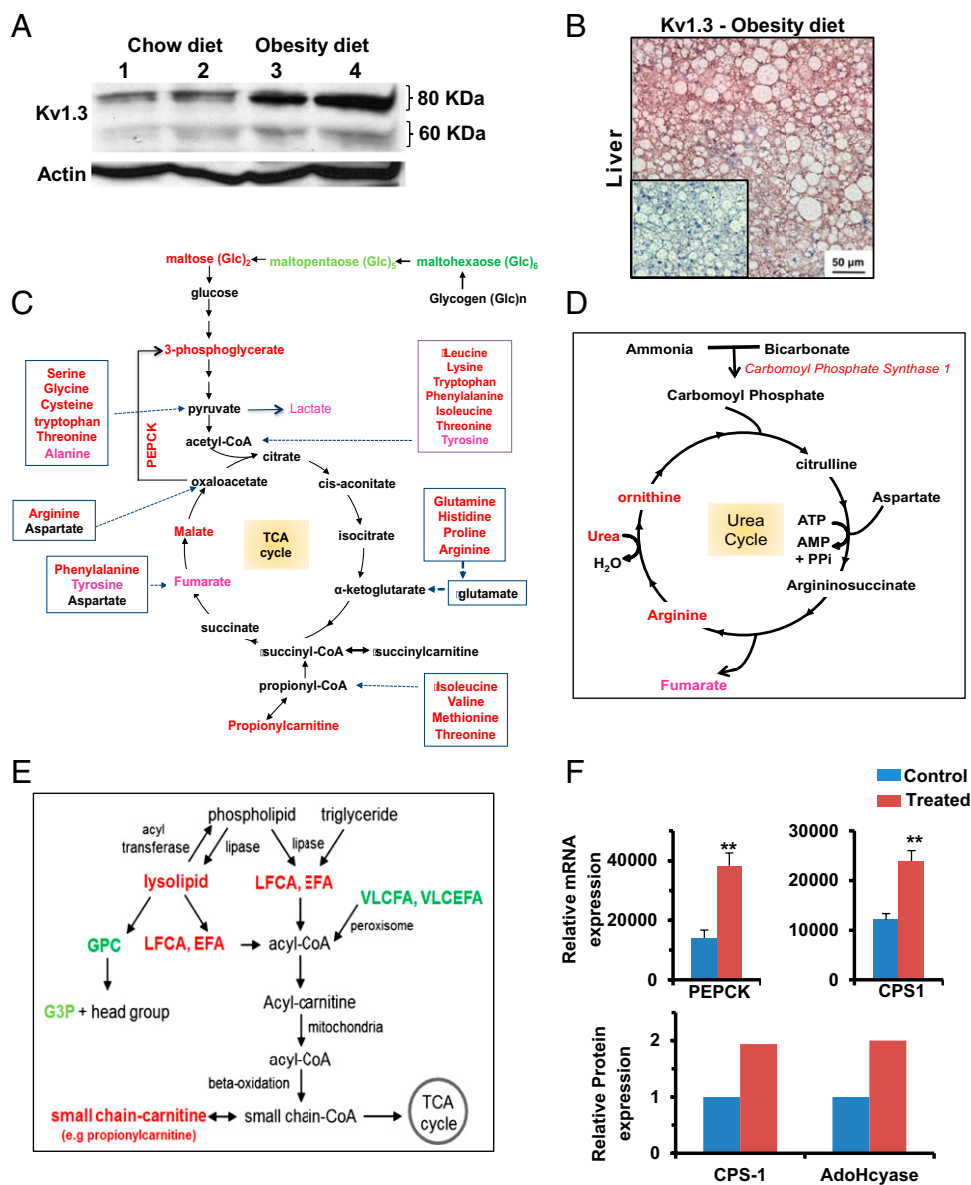 A
Chow diet Obesity diet
1 2 3 4
Kv1.3
80 KDa
60 KDa
Actin
B
Kv1.3 - Obesity diet
Liver
50 µm
C
maltose (Glc)2
maltopentaose (Glc)5
maltohexaose (Glc)6
glucose
Glycogen (Glc)n
3-phosphoglycerate
Serine
Glycine
Cysteine
tryptophan
Threonine
Alanine
PEPCK
pyruvate
Lactate
Leucine
Lysine
Tryptophan
Phenylalanine
Isoleucine
Threonine
Tyrosine
acetyl-CoA
citrate
oxaloacetate
cis-aconitate
Arginine
Aspartate
Malate
TCA
cycle
isocitrate
Glutamine
Histidine
Proline
Arginine
Phenylalanine
Tyrosine
Aspartate
Fumarate
α-ketoglutarate
glutamate
succinate
succinyl-CoA
succinylcarnitine
propionyl-CoA
Propionylcarnitine
Isoleucine
Valine
Methionine
Threonine
D
Ammonia
Bicarbonate
Carbomoyl Phosphate Synthase 1
Carbomoyl Phosphate
citrulline
ornithine
Aspartate
Urea
Cycle
ATP
AMP
+ PPi
Urea
H2O
Argininosuccinate
Arginine
Fumarate
E
phospholipid
triglyceride
acyl
transferase
lipase
lipase
lysolipid
LFCA, EFA
VLCFA, VLCEFA
peroxisome
GPC
LFCA, EFA
acyl-CoA
G3P + head group
Acyl-carnitine
mitochondria
acyl-CoA
beta-oxidation
small chain-carnitine
(e.g propionylcarnitine)
small chain-CoA
TCA
cycle
F
Control
Treated
Relative mRNA
expression
40000
20000
0
**
PEPCK
30000
20000
10000
0
**
CPS1
Relative Protein
expression
2
1
0
CPS-1
AdoHcyase